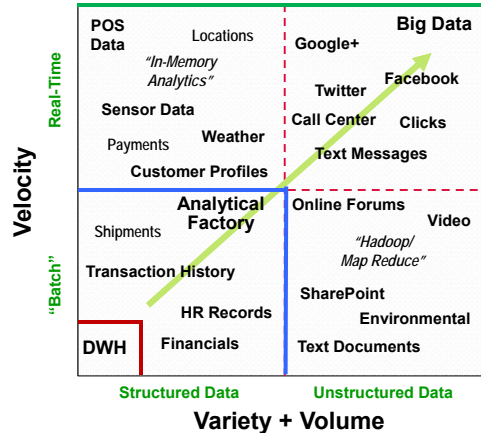 POS
Data
Locations
"In-Memory
Analytics"
Sensor Data
Payments
Weather
Customer Profiles
Big Data
Google+
Facebook
Twitter
Call Center
Clicks
Text Messages
Real-Time
Velocity
"Batch"
Analytical
Factory
Shipments
Transaction History
HR Records
Financials
DWH
Online Forums
Video
"Hadoop/
Map Reduce"
SharePoint
Environmental
Text Documents
Structured Data
Unstructured Data
Variety + Volume